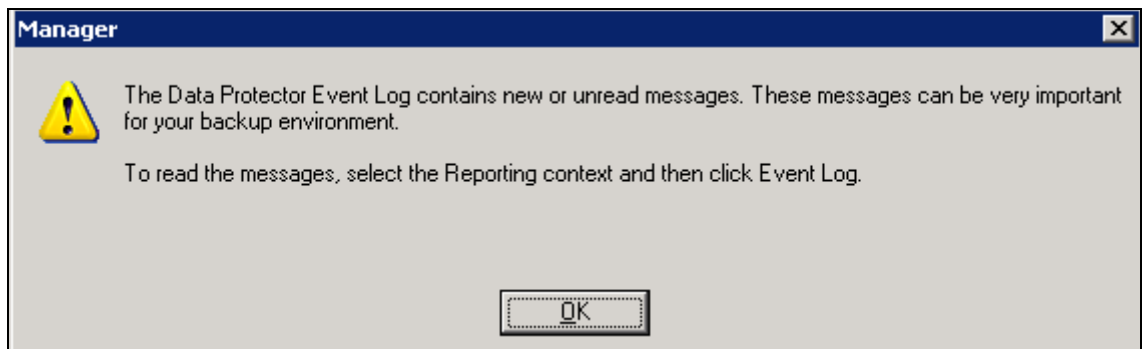 Manager
The Data Protector Event Log contains new or unread messages. These messages can be very important
for your backup environment.
To read the messages, select the Reporting context and then click Event Log.
OK